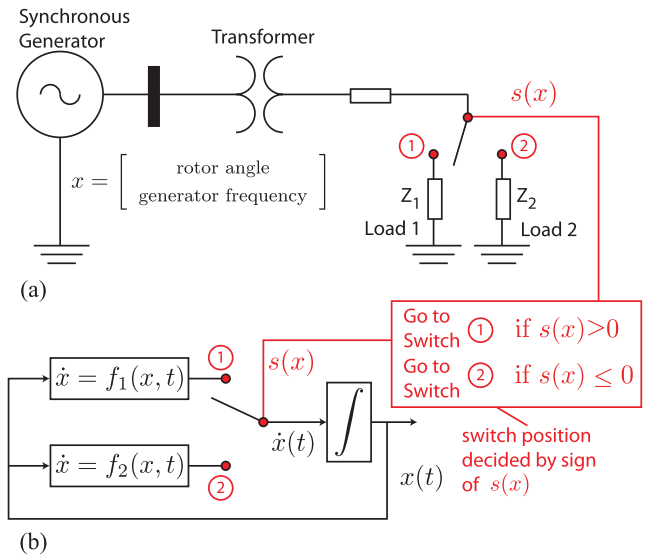 Synchronous
Generator
Transformer
s(x)
x = [ rotor angle
generator frequency ]
1
2
Z₁
Z₂
Load 1
Load 2
(a)
Go to
Switch 1 if s(x)>0
Go to
Switch 2 if s(x) ≤ 0
switch position
decided by sign
of s(x)
1
s(x)
ẋ = f₁(x, t)
ẋ(t)
∫
ẋ = f₂(x, t)
2
x(t)
(b)